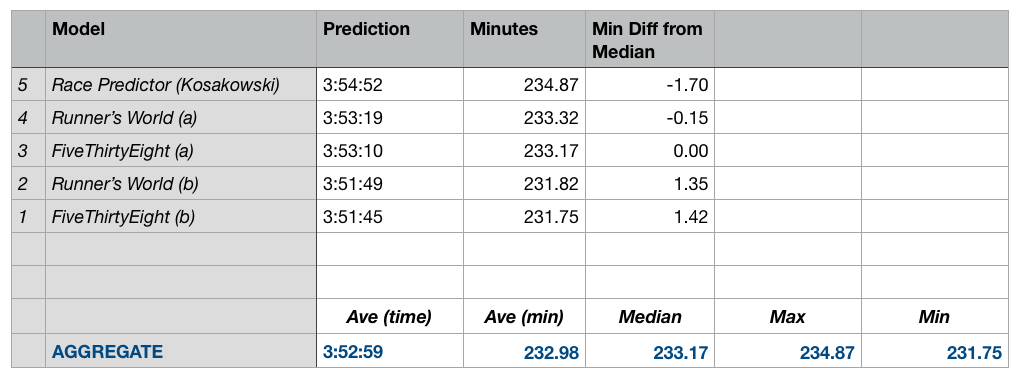 Model Prediction Minutes Min Diff from
Median
5 Race Predictor (Kosakowski) 3:54:52 234.87 -1.70
4 Runner's World (a) 3:53:19 233.32 -0.15
3 FiveThirtyEight (a) 3:53:10 233.17 0.00
2 Runner's World (b) 3:51:49 231.82 1.35
1 FiveThirtyEight (b) 3:51:45 231.75 1.42
Ave (time) Ave (min) Median Max Min
AGGREGATE 3:52:59 232.98 233.17 234.87 231.75